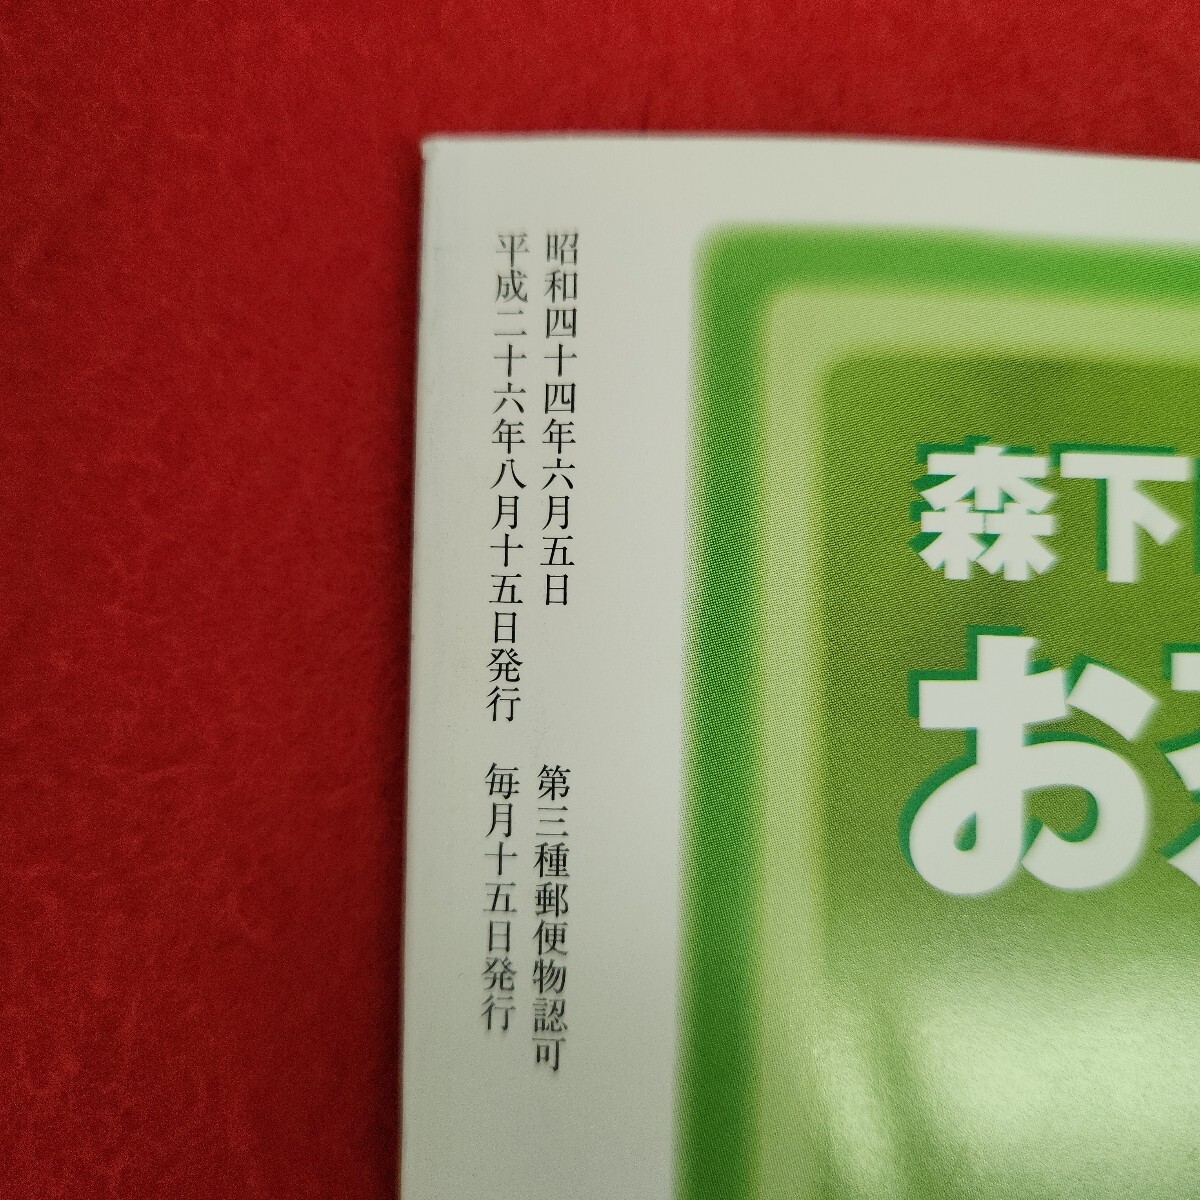 昭和四十四年六月五日　第三種郵便物認可
平成二十六年八月十五日発行　毎月十五日発行
森下
お